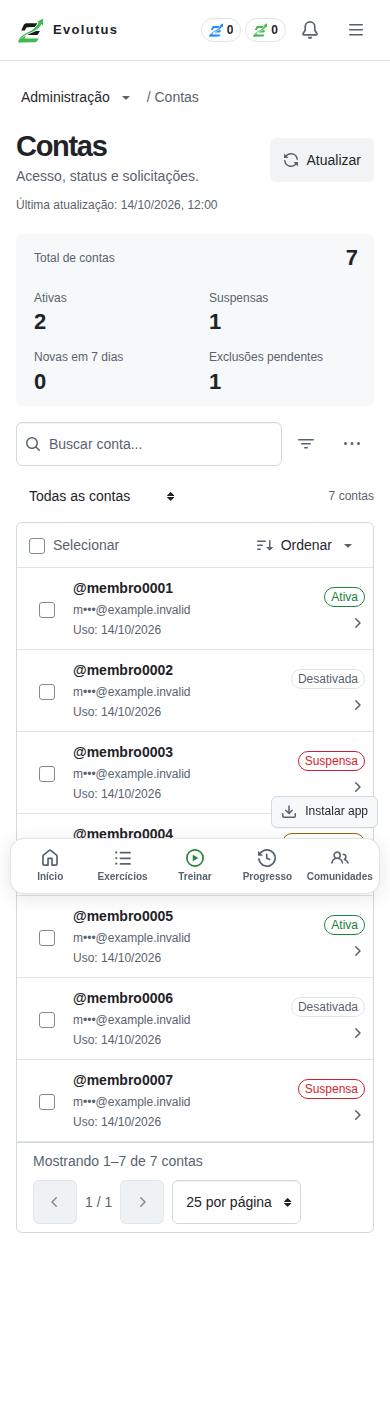 Evolutus
0
0
Administração
/ Contas
Contas
Acesso, status e solicitações.
Atualizar
Última atualização: 14/10/2026, 12:00
Total de contas
7
Ativas
Suspensas
2
1
Novas em 7 dias
Exclusões pendentes
0
1
Buscar conta...
Todas as contas
7 contas
Selecionar
Ordenar
@membro0001
m•••@example.invalid
Uso: 14/10/2026
Ativa
@membro0002
m•••@example.invalid
Uso: 14/10/2026
Desativada
@membro0003
m•••@example.invalid
Uso: 14/10/2026
Suspensa
Instalar app
@membro0004
Início
Exercícios
Treinar
Progresso
Comunidades
@membro0005
m•••@example.invalid
Uso: 14/10/2026
Ativa
@membro0006
m•••@example.invalid
Uso: 14/10/2026
Desativada
@membro0007
m•••@example.invalid
Uso: 14/10/2026
Suspensa
Mostrando 1–7 de 7 contas
1 / 1
25 por página